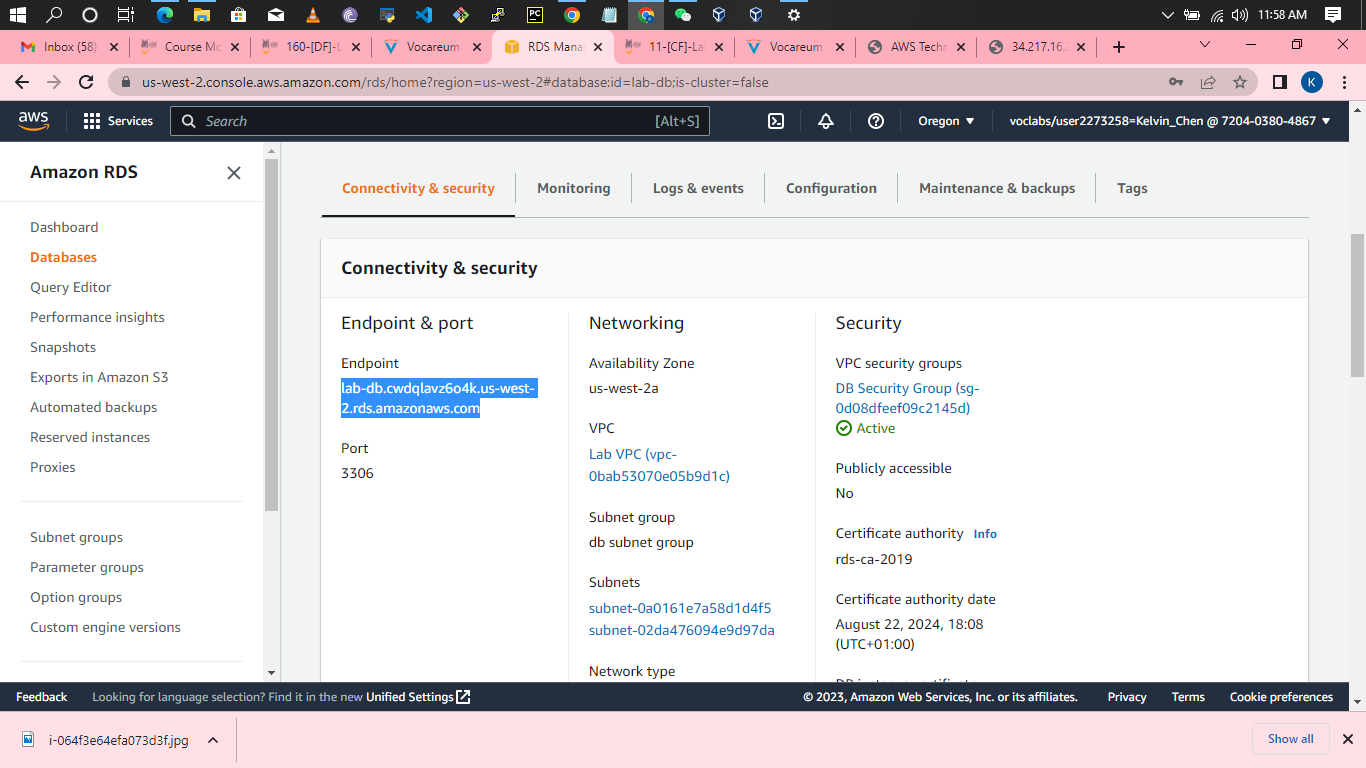 11:58 AM
Inbox (58)
Course Mo
160-[DF]-L
Vocareum
RDS Mana
11-[CF]-La
Vocareum
AWS Techn
34.217.16.
us-west-2.console.aws.amazon.com/rds/home?region=us-west-2#database:id=lab-db;is-cluster=false
K
aws
Services
Search
[Alt+S]
Oregon
voclabs/user2273258=Kelvin_Chen @ 7204-0380-4867
Amazon RDS
Dashboard
Databases
Query Editor
Performance insights
Snapshots
Exports in Amazon S3
Automated backups
Reserved instances
Proxies
Subnet groups
Parameter groups
Option groups
Custom engine versions
Connectivity & security
Monitoring
Logs & events
Configuration
Maintenance & backups
Tags
Connectivity & security
Endpoint & port
Endpoint
lab-db.cwdqlavz6o4k.us-west-
2.rds.amazonaws.com
Port
3306
Networking
Availability Zone
us-west-2a
VPC
Lab VPC (vpc-
0bab53070e05b9d1c)
Subnet group
db subnet group
Subnets
subnet-0a0161e7a58d1d4f5
subnet-02da476094e9d97da
Network type
Security
VPC security groups
DB Security Group (sg-
0d08dfeef09c2145d)
Active
Publicly accessible
No
Certificate authority Info
rds-ca-2019
Certificate authority date
August 22, 2024, 18:08
(UTC+01:00)
Feedback
Looking for language selection? Find it in the new Unified Settings
© 2023, Amazon Web Services, Inc. or its affiliates.
Privacy
Terms
Cookie preferences
i-064f3e64efa073d3f.jpg
Show all